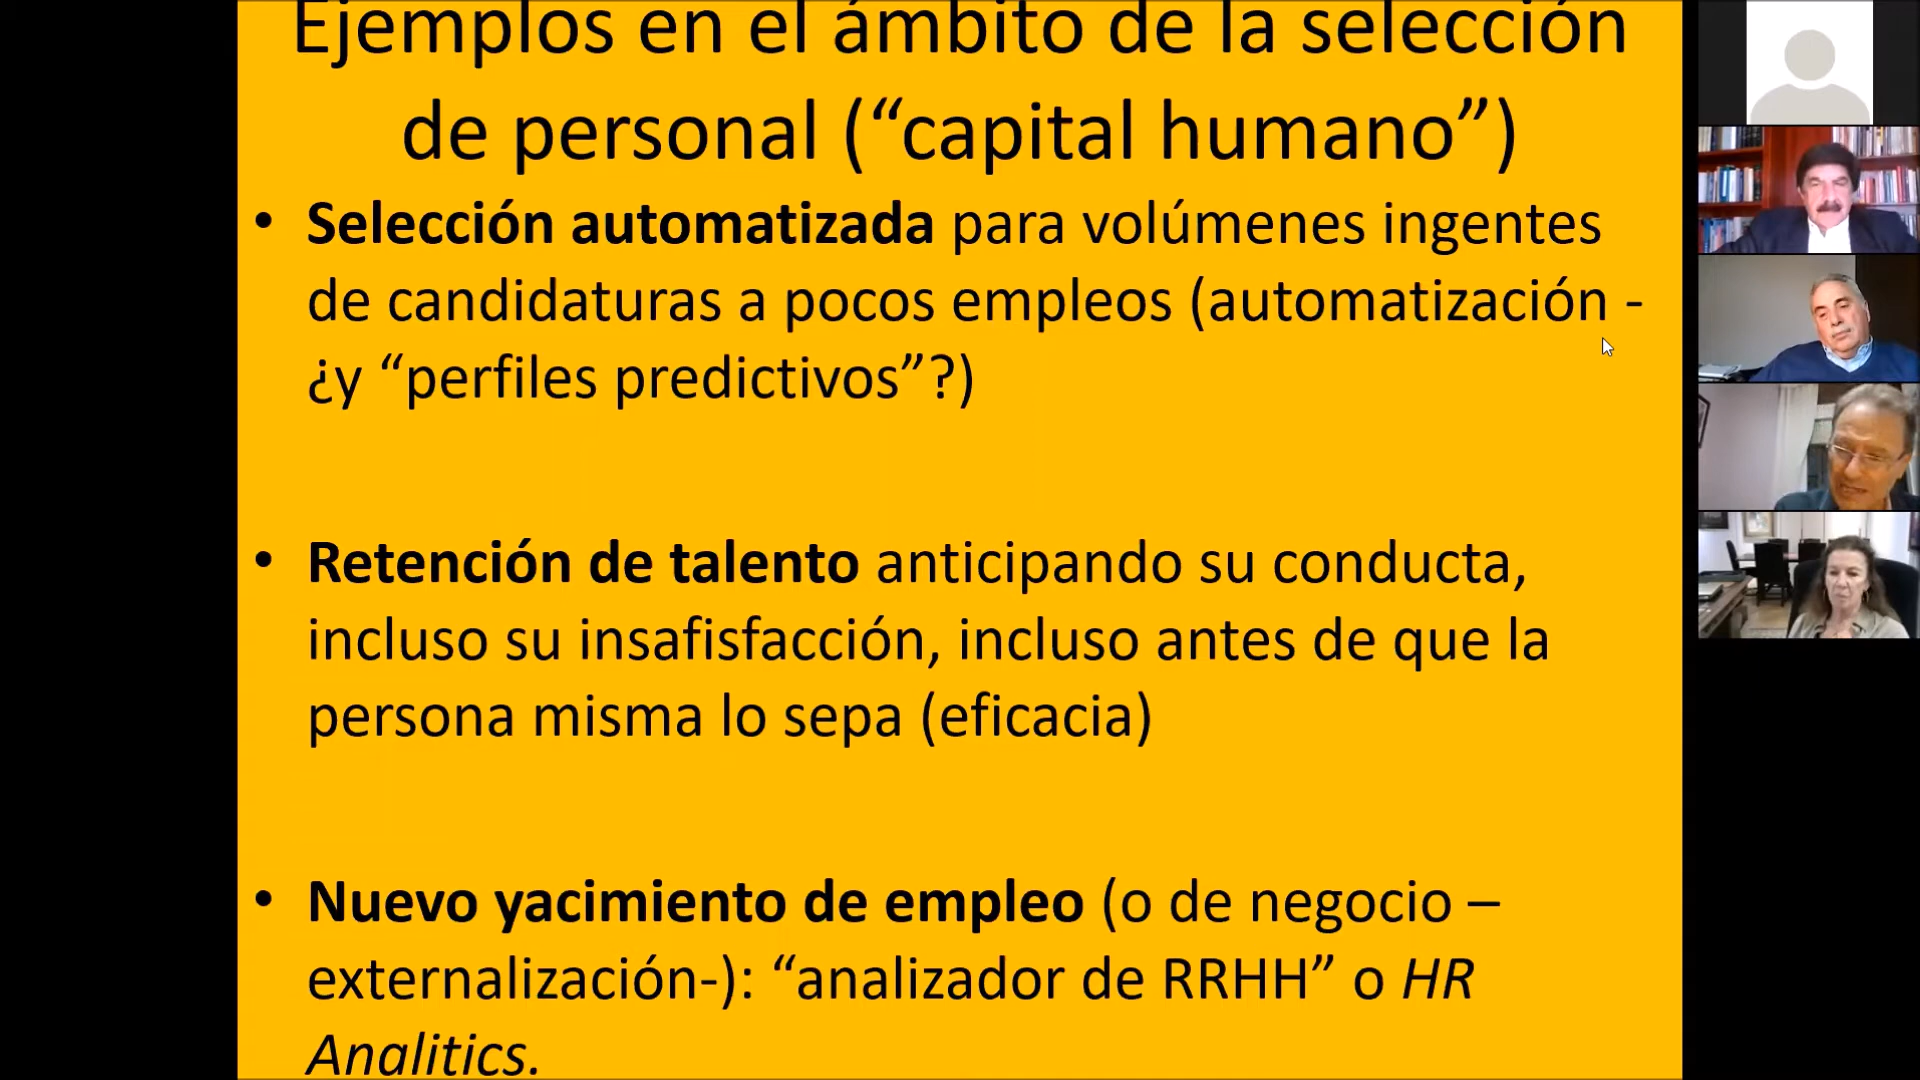 Ejemplos en el ámbito de la selección
de personal (“capital humano”)
• Selección automatizada para volúmenes ingentes
de candidaturas a pocos empleos (automatización -
¿y “perfiles predictivos”?)
• Retención de talento anticipando su conducta,
incluso su insafisfacción, incluso antes de que la
persona misma lo sepa (eficacia)
• Nuevo yacimiento de empleo (o de negocio –
externalización-): “analizador de RRHH” o HR
Analitics.